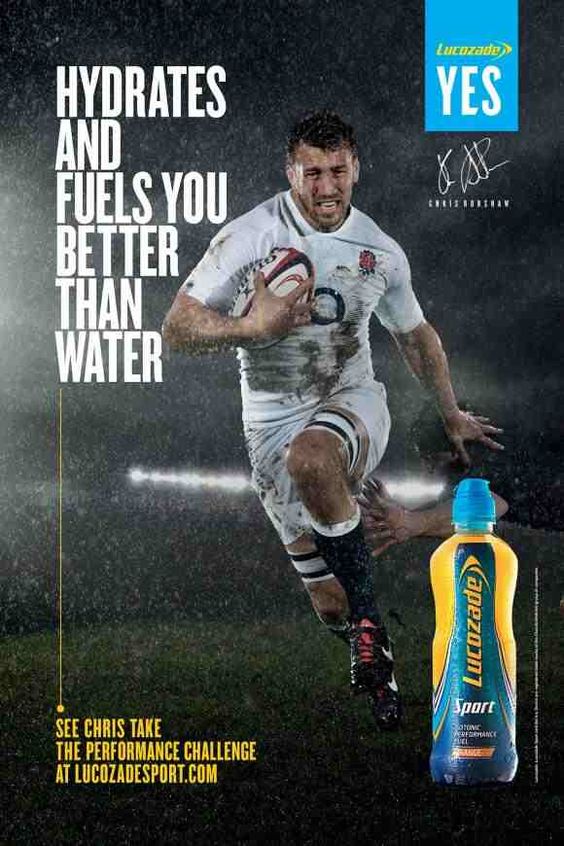 Lucozade
YES
CHRIS ROBSHAW
HYDRATES
AND
FUELS YOU
BETTER
THAN
WATER
Lucozade
Sport
ISOTONIC
PERFORMANCE
FUEL
ORANGE
SEE CHRIS TAKE
THE PERFORMANCE CHALLENGE
AT LUCOZADESPORT.COM